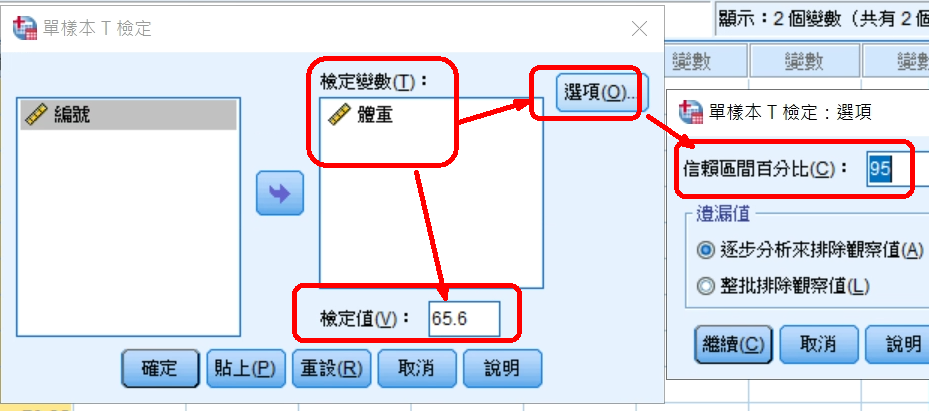 單樣本 T 檢定
檢定變數(T)：
編號
體重
選項(O)...
檢定值(V)： 65.6
確定 貼上(P) 重設(R) 取消 說明
顯示：2 個變數（共有 2 個
變數 變數 變數
單樣本 T 檢定：選項
信賴區間百分比(C)： 95
遺漏值
逐步分析來排除觀察值(A)
整批排除觀察值(L)
繼續(C) 取消 說明